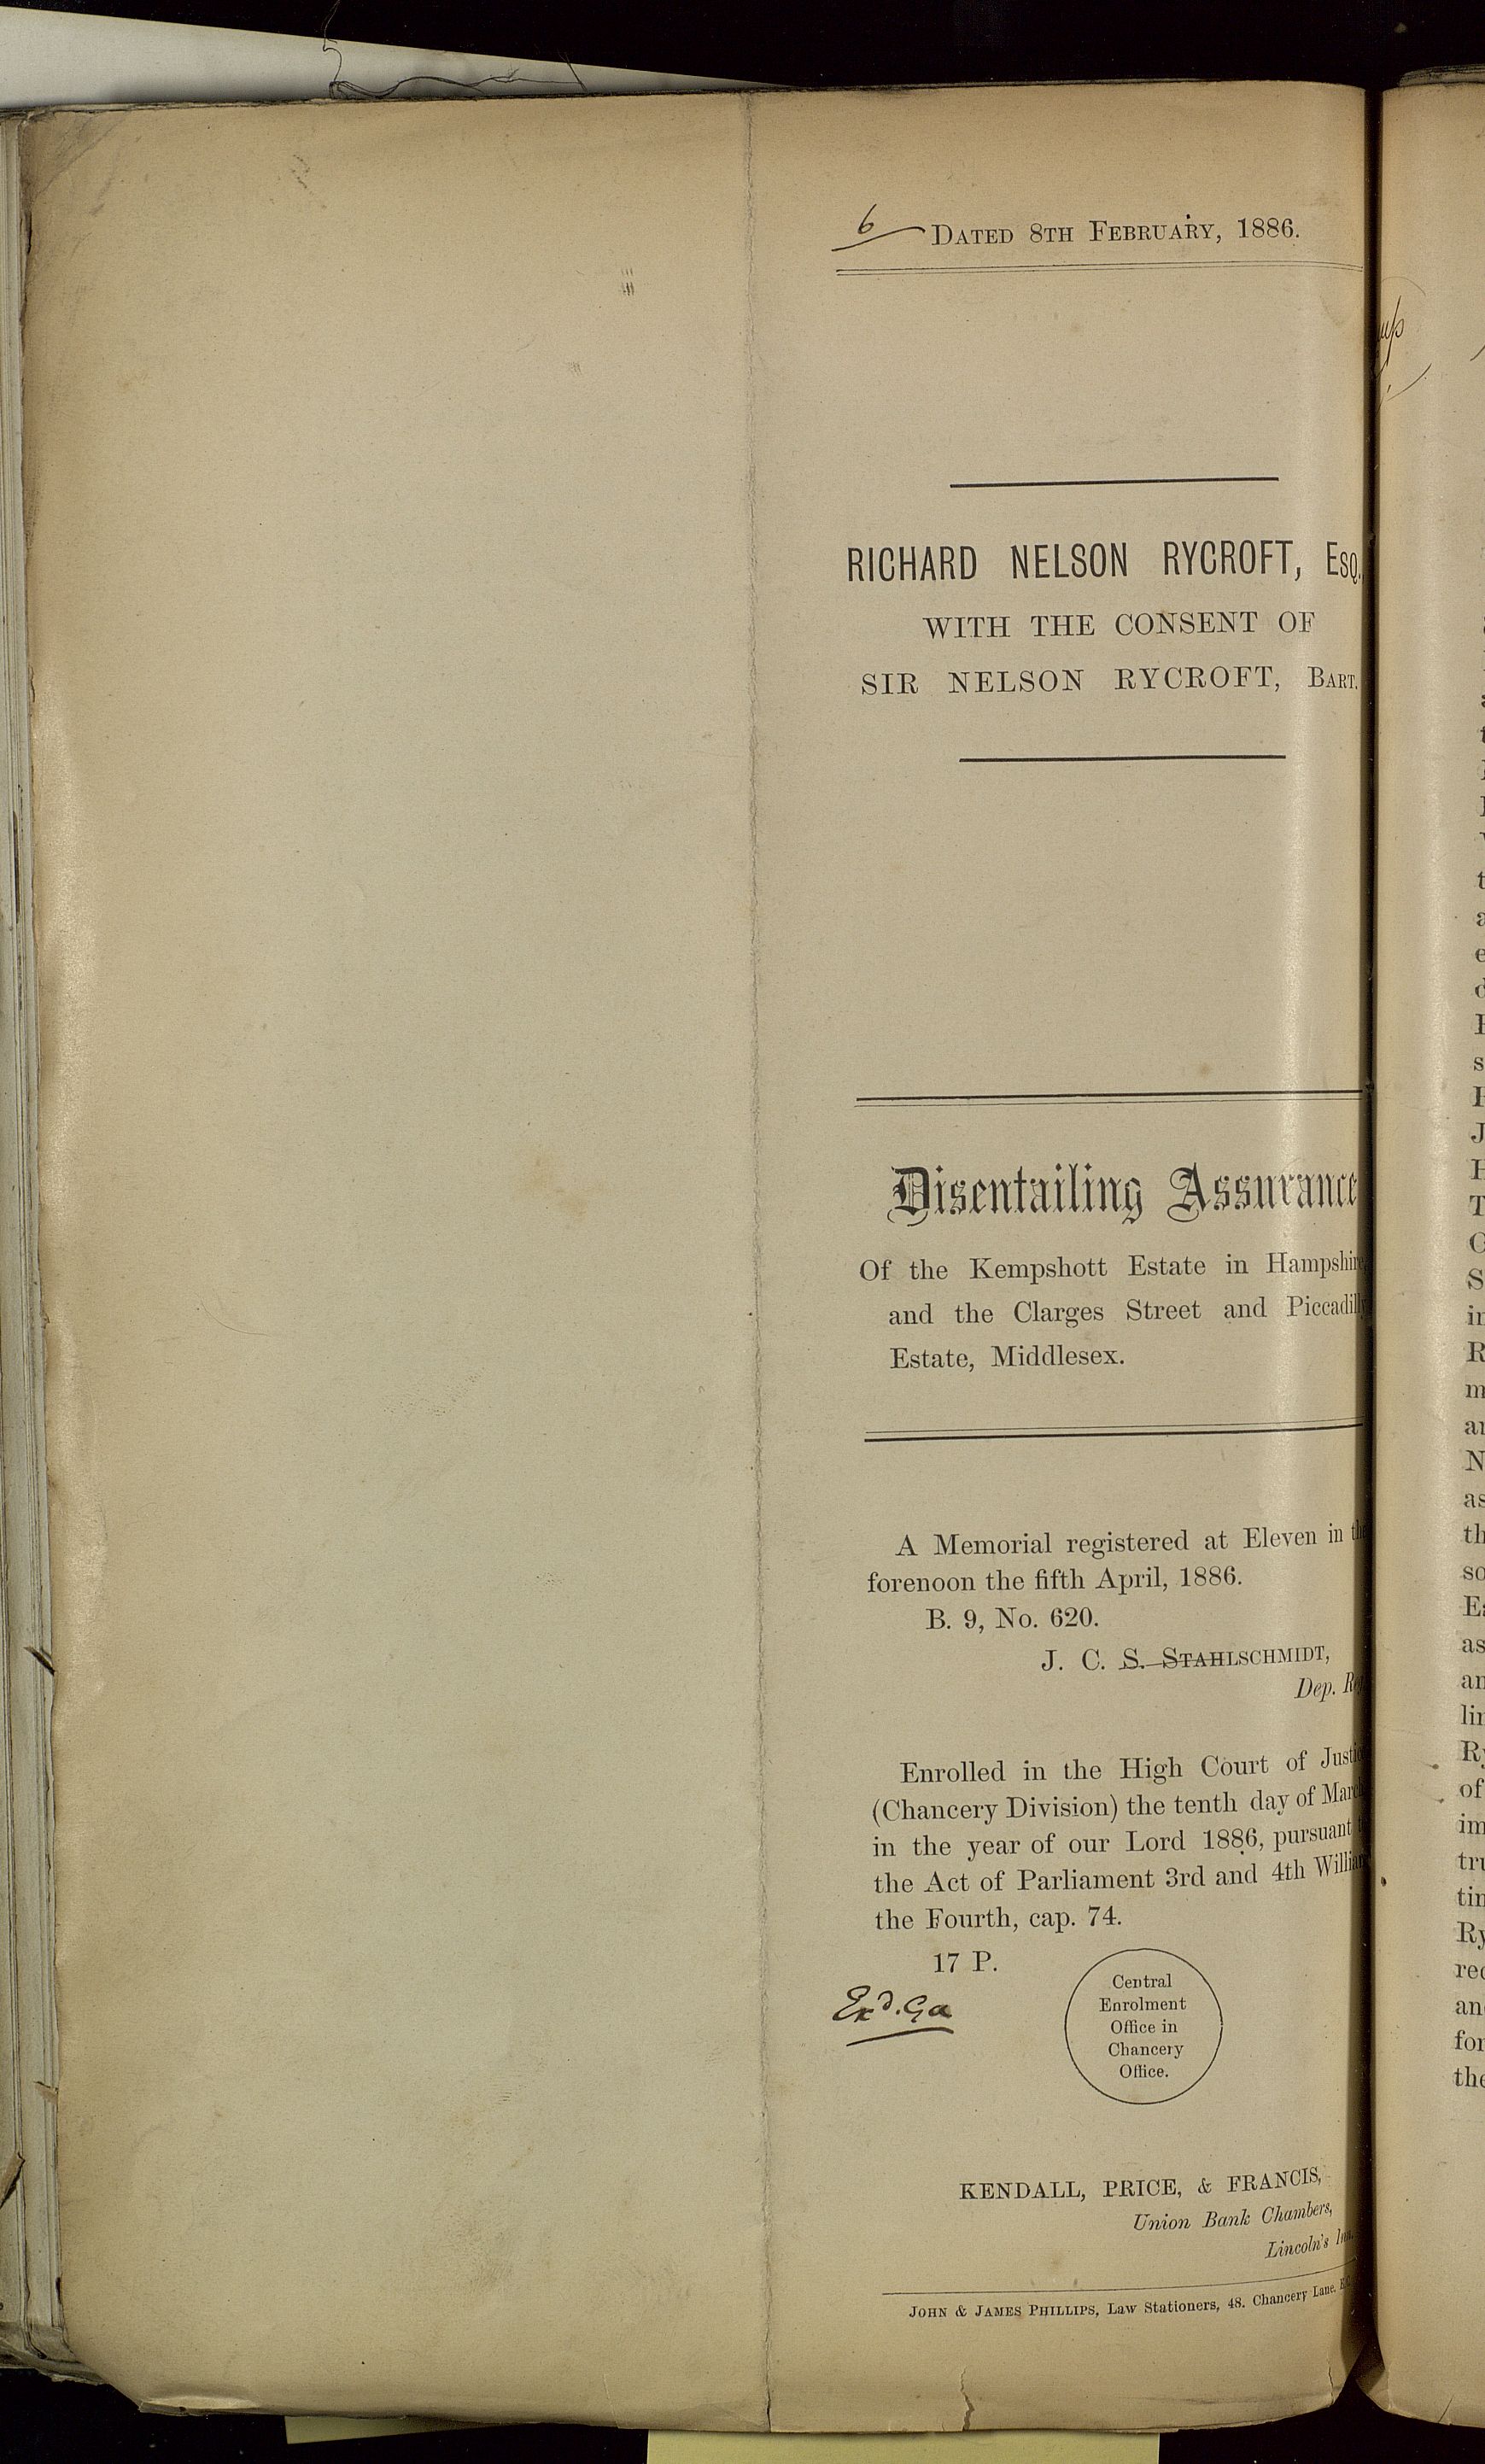 6
DATED 8TH FEBRUARY, 1886.
RICHARD NELSON RYCROFT, ESQ.
WITH THE CONSENT OF
SIR NELSON RYCROFT, BART.
Disentailing Assurance
Of the Kempshott Estate in Hampshire
and the Clarges Street and Piccadilly
Estate, Middlesex.
A Memorial registered at Eleven in the
forenoon the fifth April, 1886.
B. 9, No. 620.
J. C. S. STAHLSCHMIDT,
Dep. Reg
Enrolled in the High Court of Justice
(Chancery Division) the tenth day of March
in the year of our Lord 1886, pursuant to
the Act of Parliament 3rd and 4th William
the Fourth, cap. 74.
17 P.
Exd. Ga
Central
Enrolment
Office in
Chancery
Office.
KENDALL, PRICE, & FRANCIS,
Union Bank Chambers,
Lincoln's Inn.
JOHN & JAMES PHILLIPS, Law Stationers, 48. Chancery Lane.